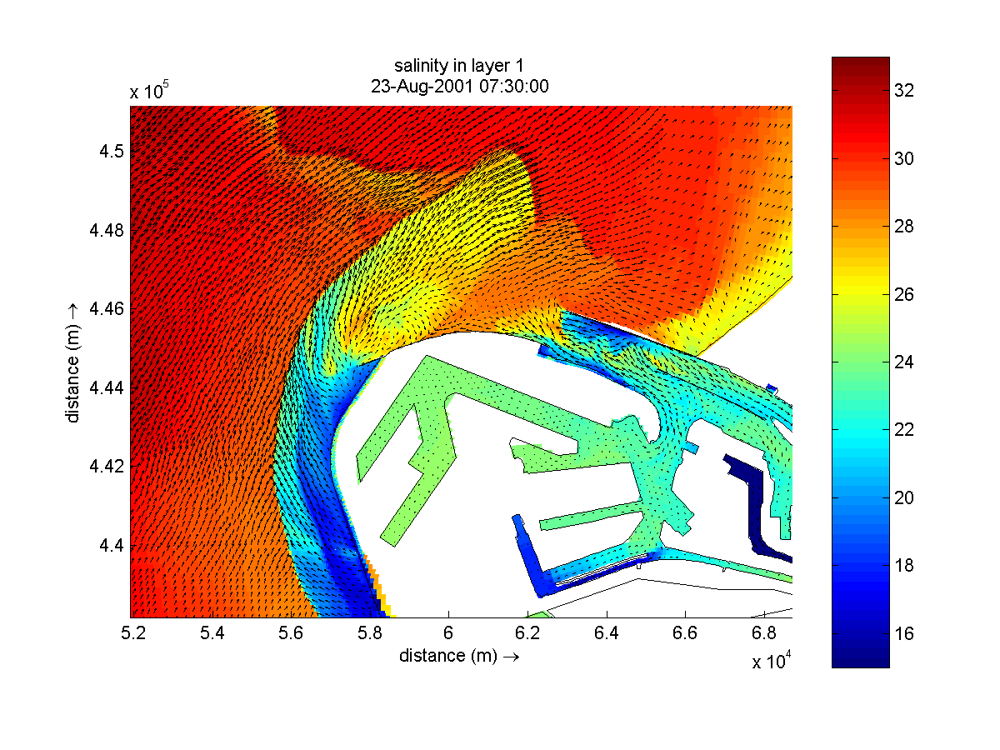 salinity in layer 1
23-Aug-2001 07:30:00
x 10^5
4.5
4.48
4.46
4.44
4.42
4.4
distance (m) →
5.2 5.4 5.6 5.8 6 6.2 6.4 6.6 6.8
distance (m) →
x 10^4
32
30
28
26
24
22
20
18
16